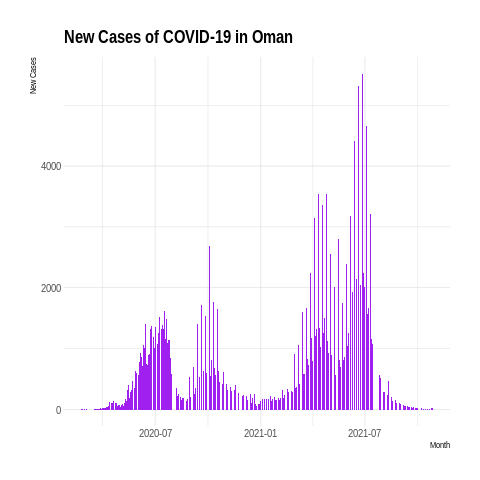 New Cases of COVID-19 in Oman
New Cases
4000
2000
0
2020-07 2021-01 2021-07
Month